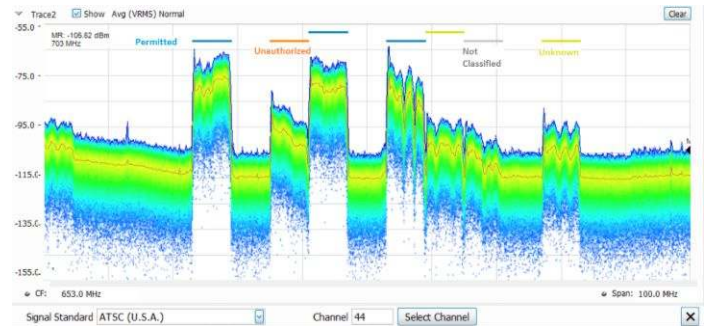 Trace2 Show Avg (VRMS) Normal Clear
-55.0
MR: -106.82 dBm
703 MHz
Permitted
Unauthorized
Not
Classified
Unknown
-75.0
-95.0
-115.0
-135.0
-155.0
CF: 653.0 MHz Span: 100.0 MHz
Signal Standard ATSC (U.S.A.) Channel 44 Select Channel